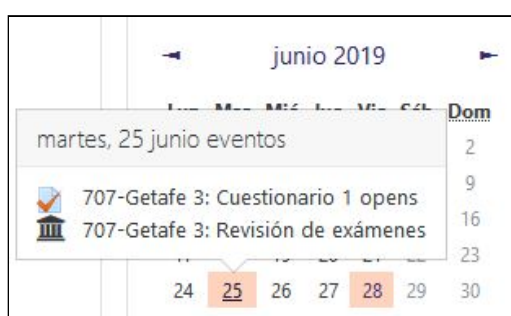 junio 2019
Dom
martes, 25 junio eventos
2
707-Getafe 3: Cuestionario 1 opens
9
707-Getafe 3: Revisión de exámenes
16
23
24 25 26 27 28 29 30